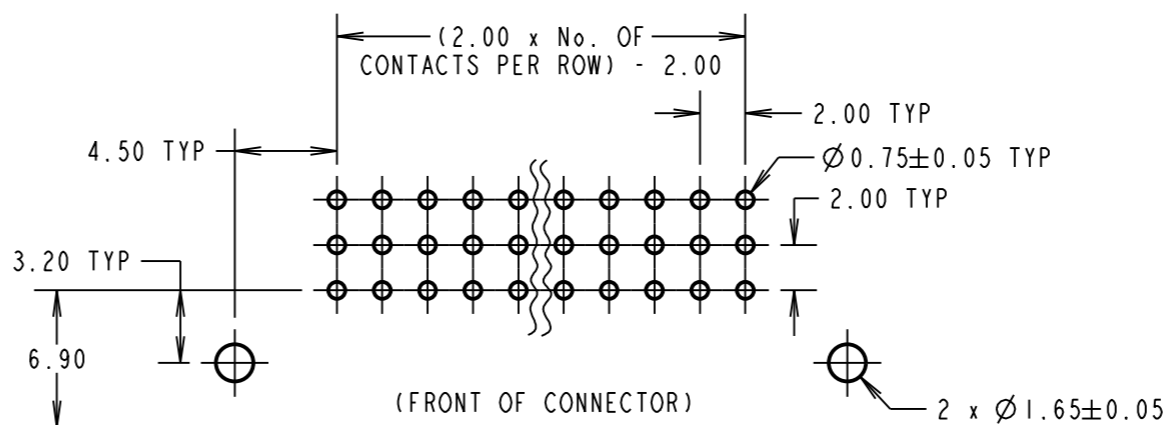 (2.00 x No. OF
CONTACTS PER ROW) - 2.00
2.00 TYP
4.50 TYP
Ø0.75±0.05 TYP
2.00 TYP
3.20 TYP
6.90
(FRONT OF CONNECTOR)
2 x Ø1.65±0.05